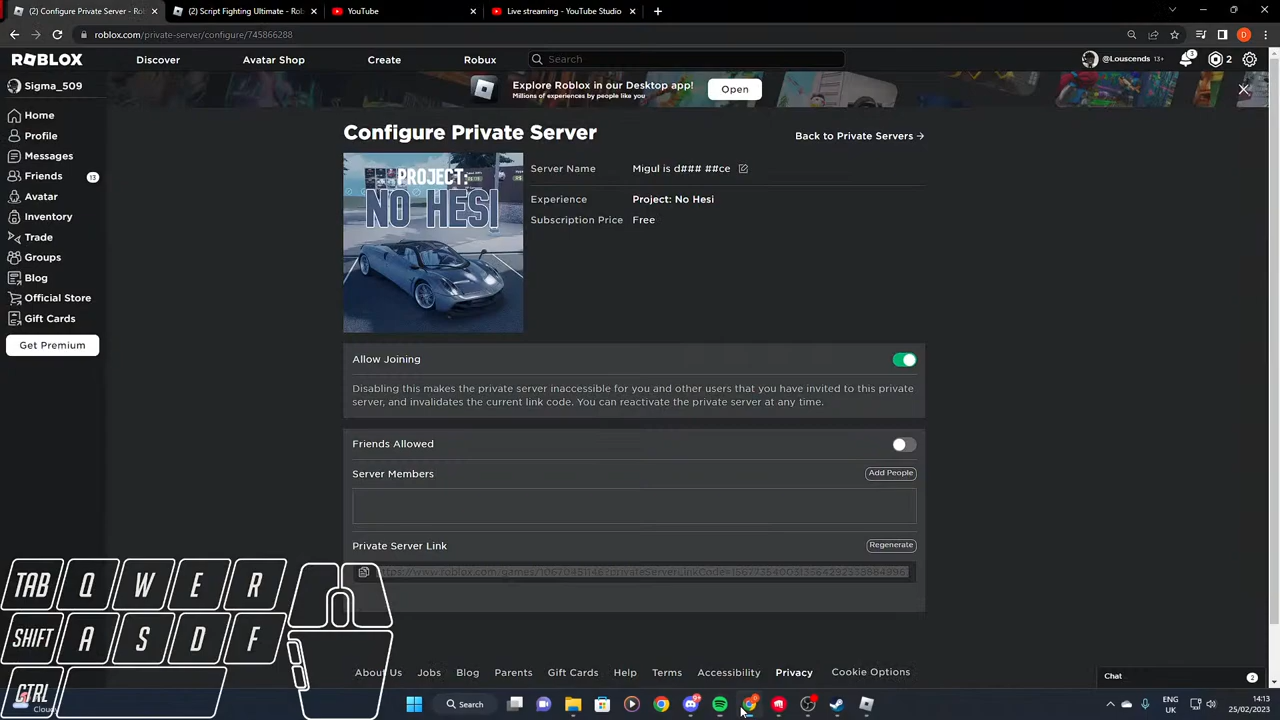 (2) Configure Private Server - Ro
(2) Script Fighting Ultimate - Rob
YouTube
Live streaming - YouTube Studio
roblox.com/private-server/configure/745866288
ROBLOX
Discover
Avatar Shop
Create
Robux
Search
@Louscends 13+
3
2
Sigma_509
Explore Roblox in our Desktop app!
Millions of experiences by people like you
Open
Home
Profile
Messages
Friends
13
Avatar
Inventory
Trade
Groups
Blog
Official Store
Gift Cards
Get Premium
Configure Private Server
Back to Private Servers
PROJECT:
NO HESI
Server Name
Migul is d### ##ce
Experience
Project: No Hesi
Subscription Price
Free
Allow Joining
Disabling this makes the private server inaccessible for you and other users that you have invited to this private
server, and invalidates the current link code. You can reactivate the private server at any time.
Friends Allowed
Server Members
Add People
Private Server Link
Regenerate
TAB
Q
W
E
R
SHIFT
A
S
D
F
CTRL
About Us
Jobs
Blog
Parents
Gift Cards
Help
Terms
Accessibility
Privacy
Cookie Options
Chat
2
Search
ENG
UK
14:13
25/02/2023